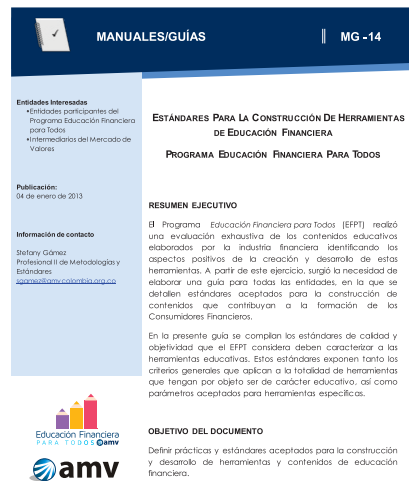 MANUALES/GUÍAS
MG -14
Entidades Interesadas
•Entidades participantes del
Programa Educación Financiera
para Todos
•Intermediarios del Mercado de
Valores
Publicación:
04 de enero de 2013
Información de contacto
Stefany Gámez
Profesional II de Metodologías y
Estándares
sgamez@amvcolombia.org.co
Educación Financiera
PARA TODOS amv
amv
ESTÁNDARES PARA LA CONSTRUCCIÓN DE HERRAMIENTAS
DE EDUCACIÓN FINANCIERA
PROGRAMA EDUCACIÓN FINANCIERA PARA TODOS
RESUMEN EJECUTIVO
El Programa Educación Financiera para Todos (EFPT) realizó
una evaluación exhaustiva de los contenidos educativos
elaborados por la industria financiera identificando los
aspectos positivos de la creación y desarrollo de estas
herramientas. A partir de este ejercicio, surgió la necesidad de
elaborar una guía para todas las entidades, en la que se
detallen estándares aceptados para la construcción de
contenidos que contribuyan a la formación de los
Consumidores Financieros.
En la presente guía se compilan los estándares de calidad y
objetividad que el EFPT considera deben caracterizar a las
herramientas educativas. Estos estándares exponen tanto los
criterios generales que aplican a la totalidad de herramientas
que tengan por objeto ser de carácter educativo, así como
parámetros aceptados para herramientas específicas.
OBJETIVO DEL DOCUMENTO
Definir prácticas y estándares aceptados para la construcción
y desarrollo de herramientas y contenidos de educación
financiera.